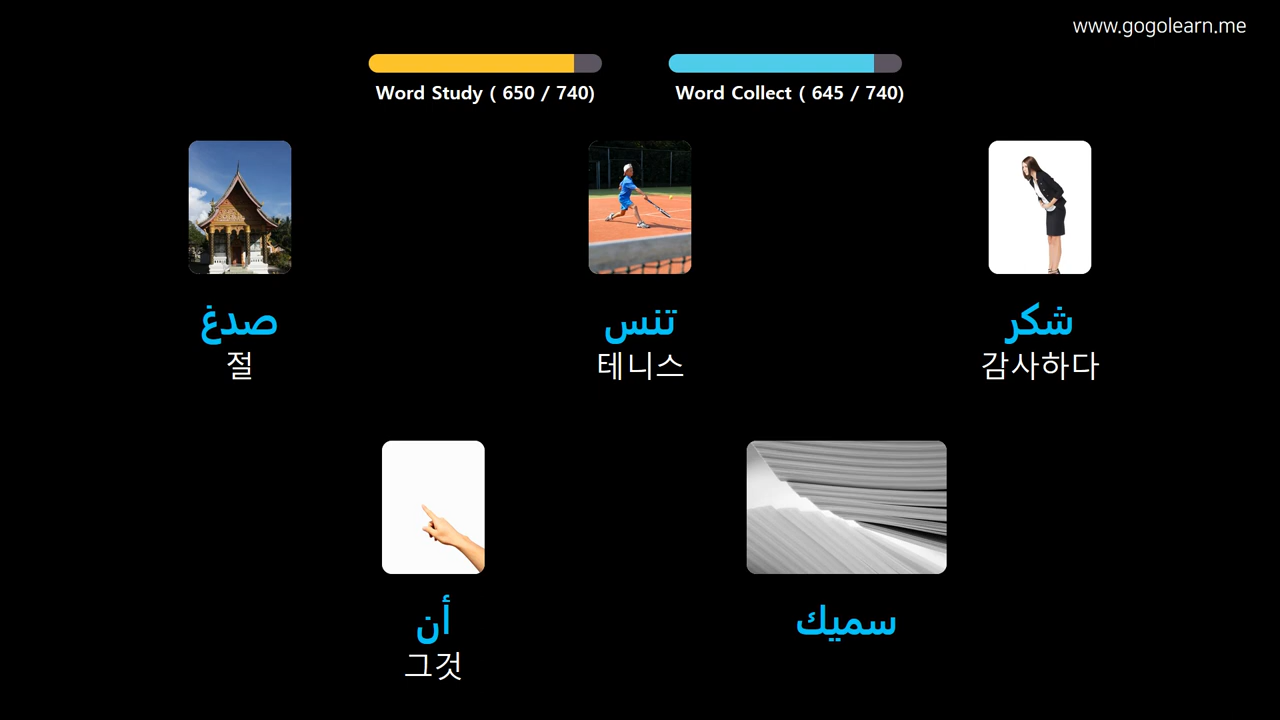 www.gogolearn.me
Word Study ( 650 / 740)
Word Collect ( 645 / 740)
صدغ
절
تنس
테니스
شكر
감사하다
أن
그것
سميك